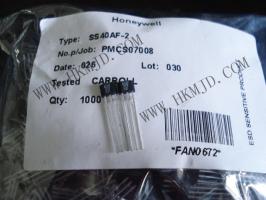 Honeywell
Type: SS40AF-2
No.p/Job: PMCS07008
Date: 026 Lot: 030
Tested CARROLL
Qty: 1000
ESD SENSITIVE PRODUCT
"FAN0672"
WWW.HKMJD.COM
WWW.HKMJD.COM